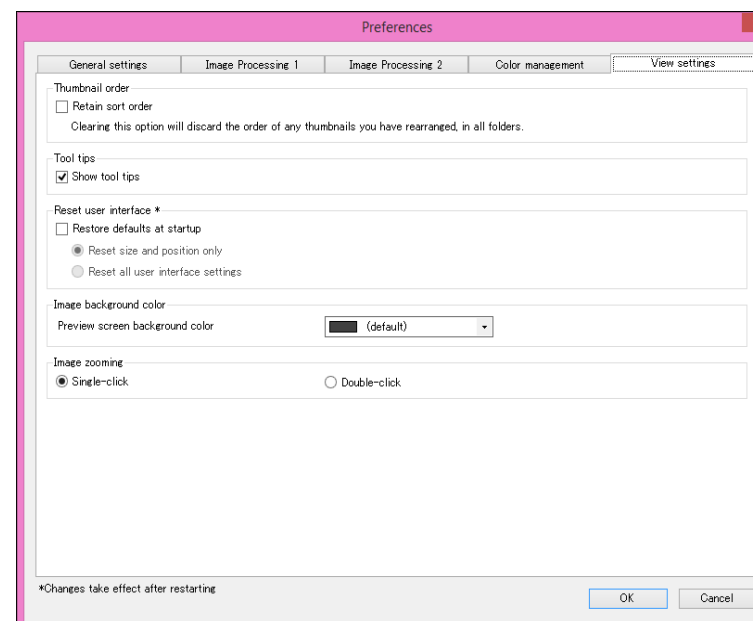 Preferences
General settings
Image Processing 1
Image Processing 2
Color management
View settings
Thumbnail order
Retain sort order
Clearing this option will discard the order of any thumbnails you have rearranged, in all folders.
Tool tips
Show tool tips
Reset user interface *
Restore defaults at startup
Reset size and position only
Reset all user interface settings
Image background color
Preview screen background color
(default)
Image zooming
Single-click
Double-click
*Changes take effect after restarting
OK
Cancel